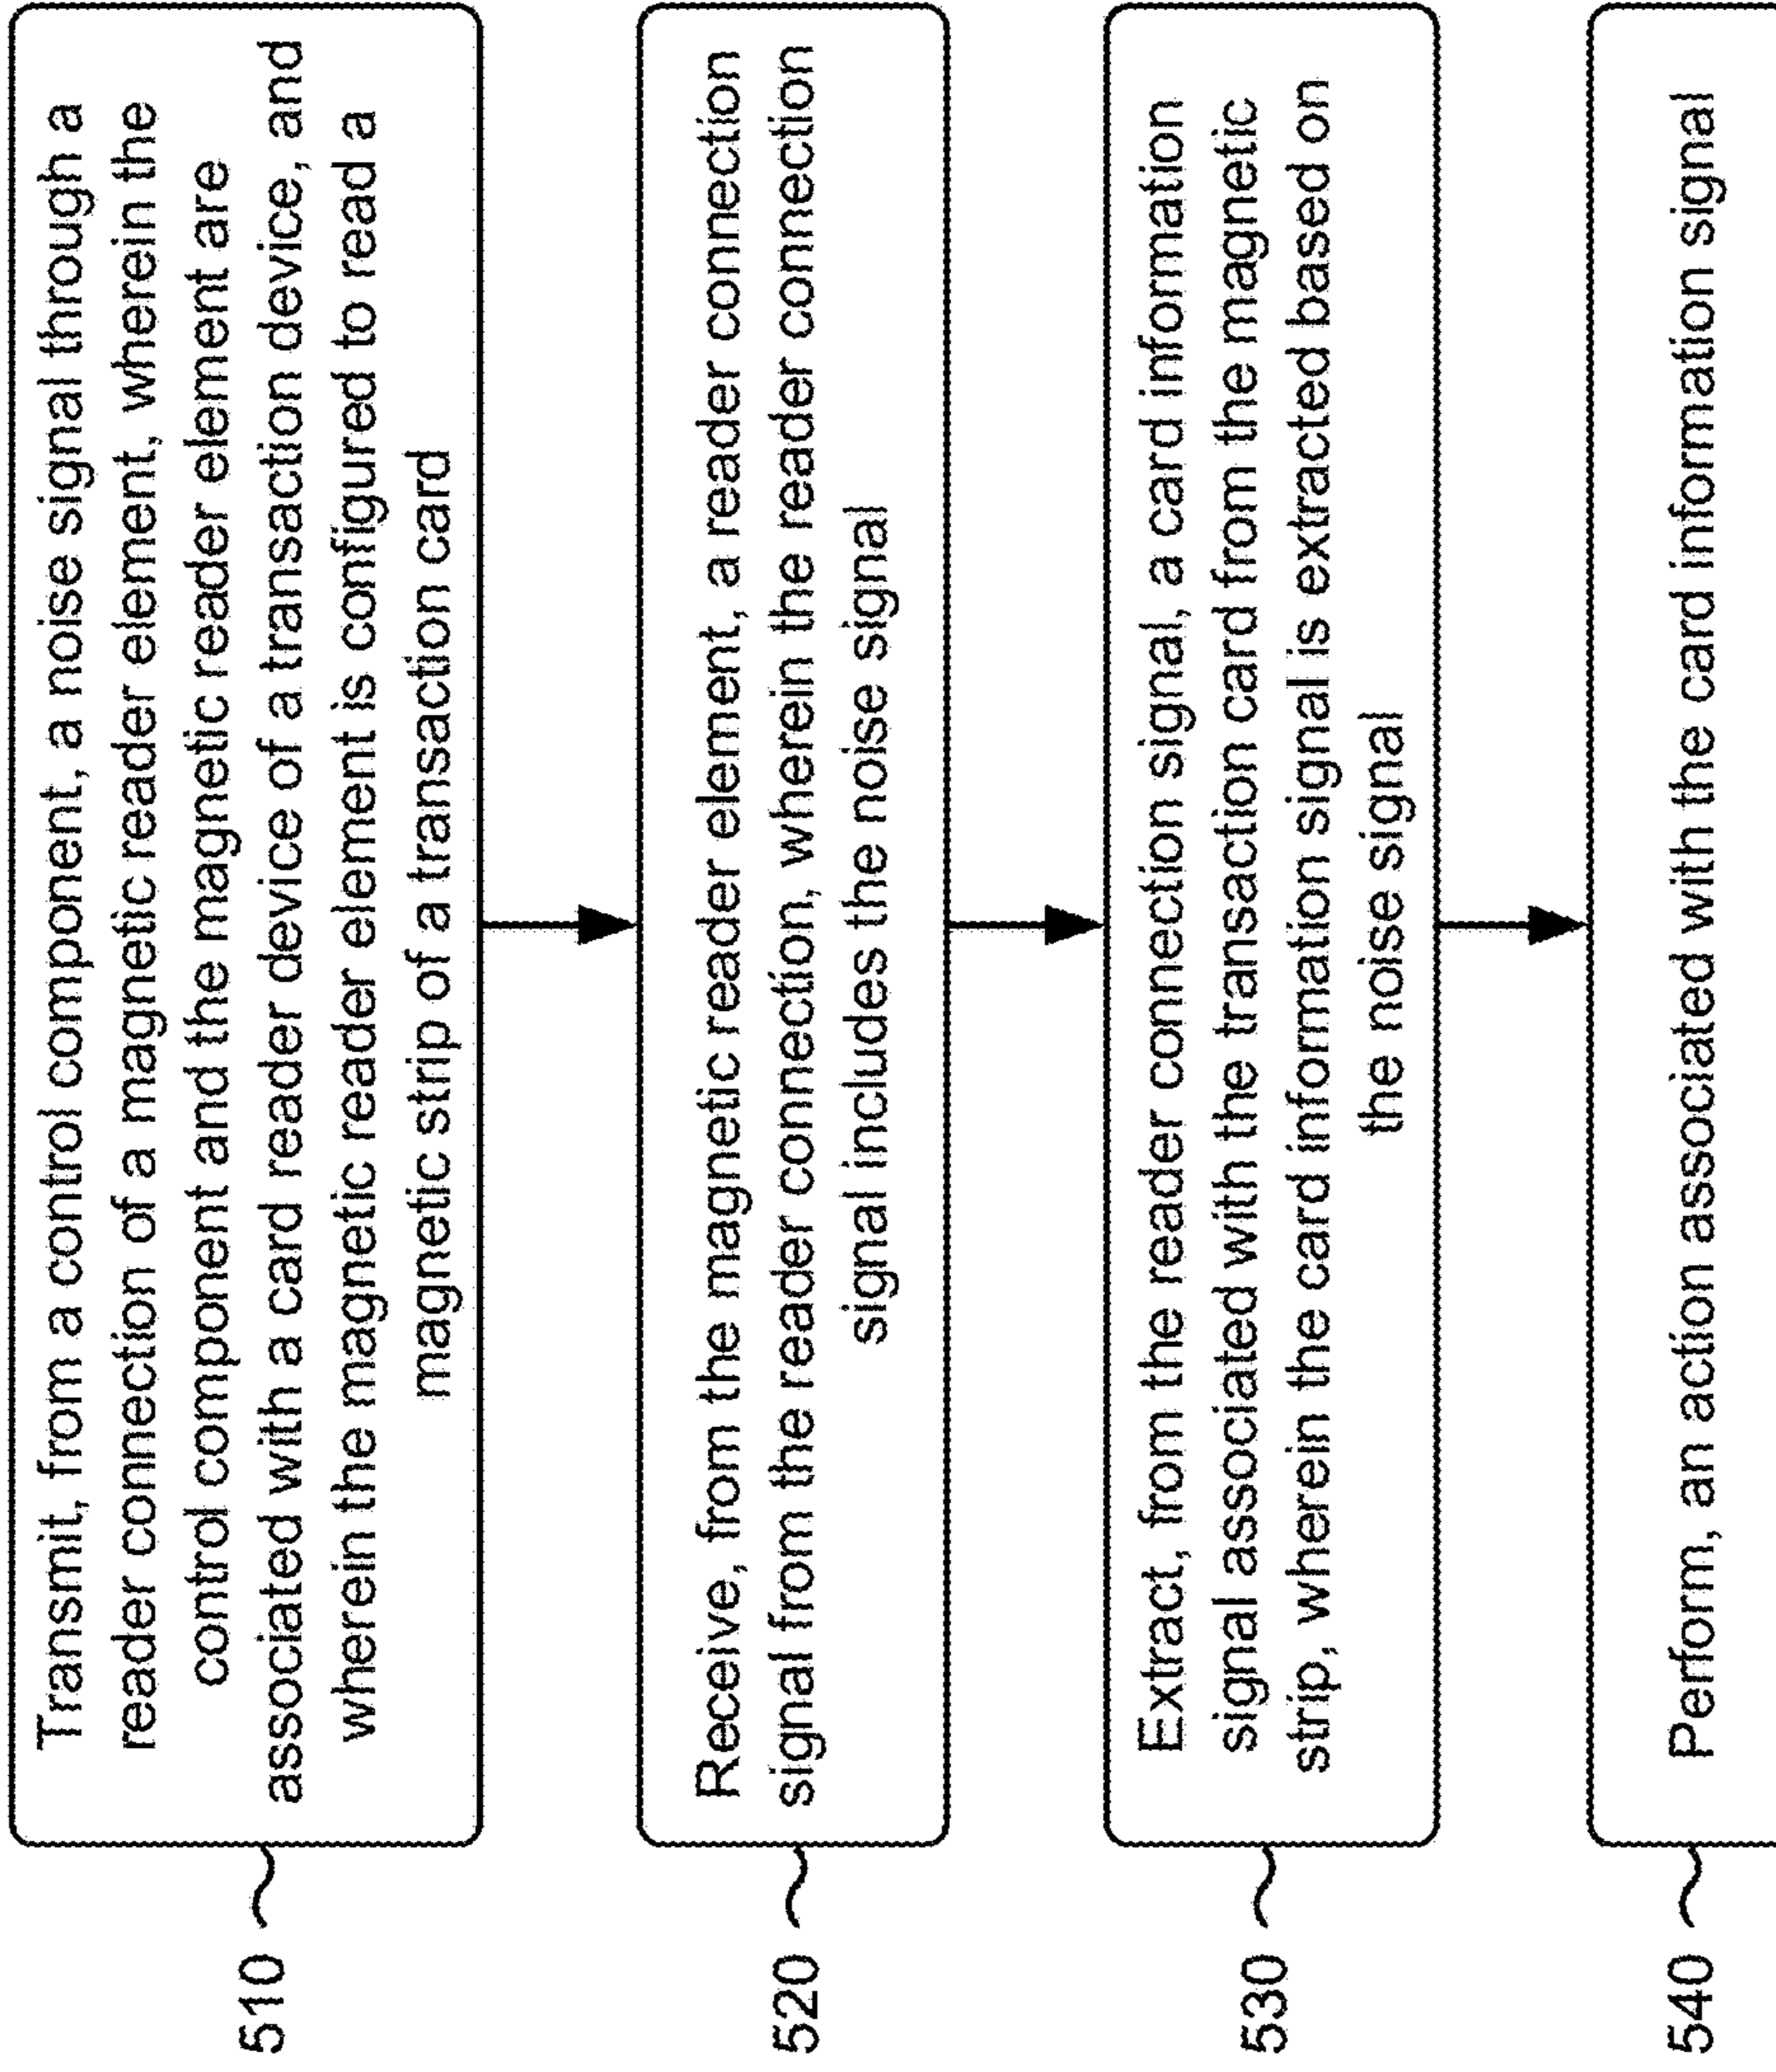 510
Transmit, from a control component, a noise signal through a
reader connection of a magnetic reader element, wherein the
control component and the magnetic reader element are
associated with a card reader device of a transaction device, and
wherein the magnetic reader element is configured to read a
magnetic strip of a transaction card
520
Receive, from the magnetic reader element, a reader connection
signal from the reader connection, wherein the reader connection
signal includes the noise signal
530
Extract, from the reader connection signal, a card information
signal associated with the transaction card from the magnetic
strip, wherein the card information signal is extracted based on
the noise signal
540
Perform, an action associated with the card information signal